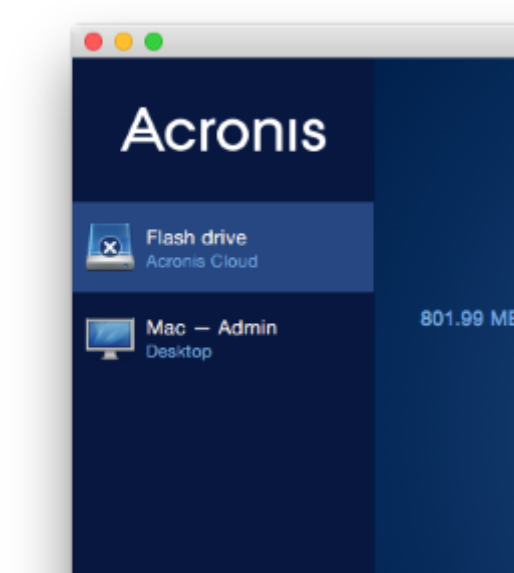 Acronis
Flash drive
Acronis Cloud
Mac — Admin
Desktop
801.99 MB